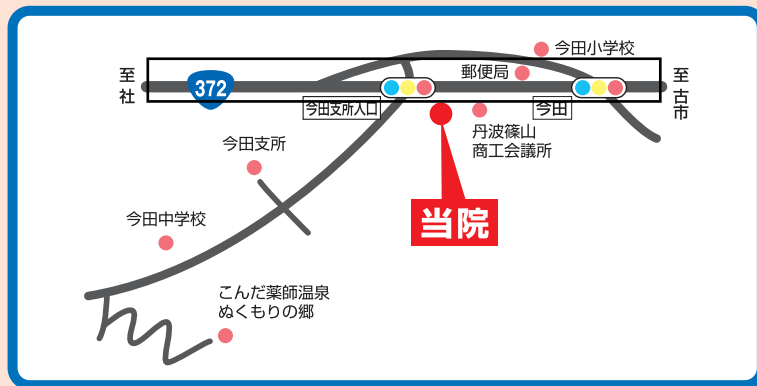 今田小学校
郵便局
至社
372
至古市
今田支所入口
今田
丹波篠山
商工会議所
今田支所
当院
今田中学校
こんだ薬師温泉
ぬくもりの郷